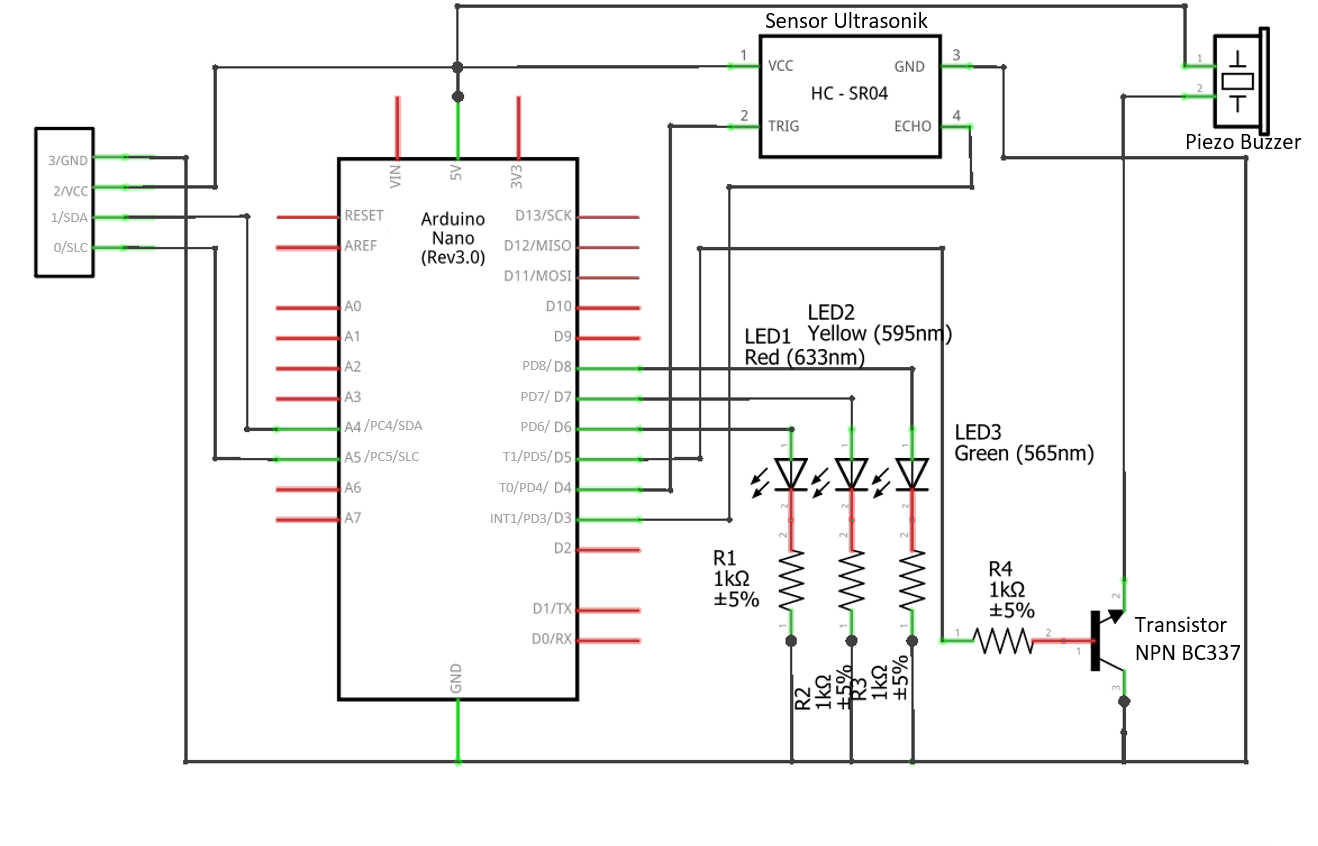 Sensor Ultrasonik
1
VCC
GND
3
HC - SR04
2
TRIG
ECHO
4
1
2
Piezo Buzzer
3/GND
2/VCC
1/SDA
0/SLC
VIN
5V
3V3
Arduino
Nano
(Rev3.0)
RESET
AREF
A0
A1
A2
A3
A4/PC4/SDA
A5/PC5/SLC
A6
A7
D13/SCK
D12/MISO
D11/MOSI
D10
D9
PD8/ D8
PD7/ D7
PD6/ D6
T1/PD5/ D5
T0/PD4/ D4
INT1/PD3/ D3
D2
D1/TX
D0/RX
GND
LED1
Red (633nm)
LED2
Yellow (595nm)
LED3
Green (565nm)
1
1
1
2
2
2
2
2
2
R1
1kΩ
±5%
1
1
1
R2
1kΩ
±5%
R3
1kΩ
±5%
R4
1kΩ
±5%
1
2
1
2
3
Transistor
NPN BC337